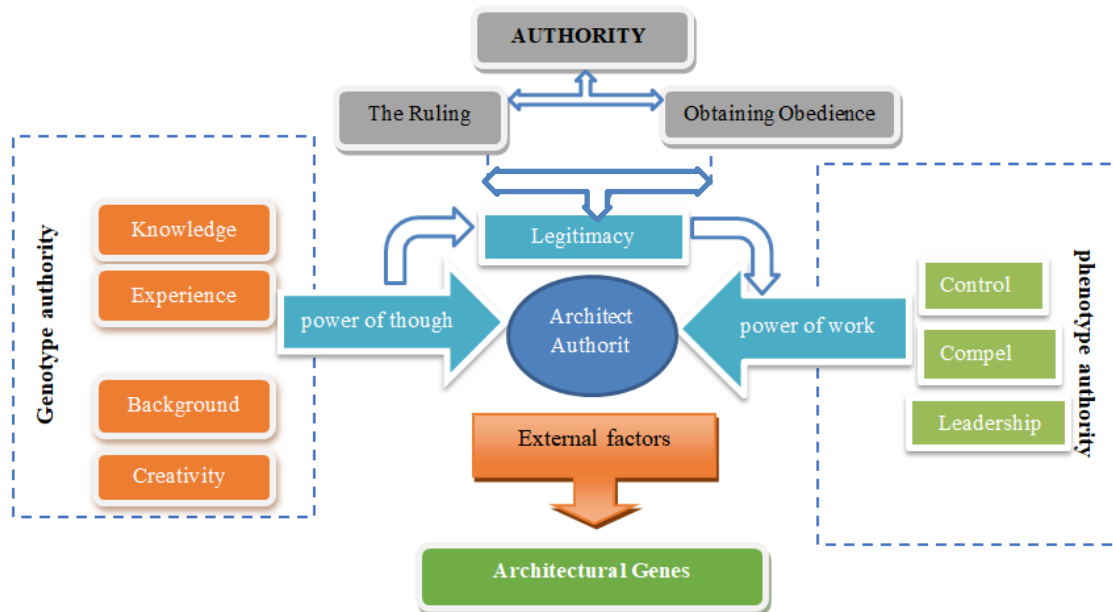 AUTHORITY
The Ruling
Obtaining Obedience
Legitimacy
Genotype authority
Knowledge
Experience
Background
Creativity
power of though
Architect
Authorit
power of work
Control
Compel
Leadership
phenotype authority
External factors
Architectural Genes